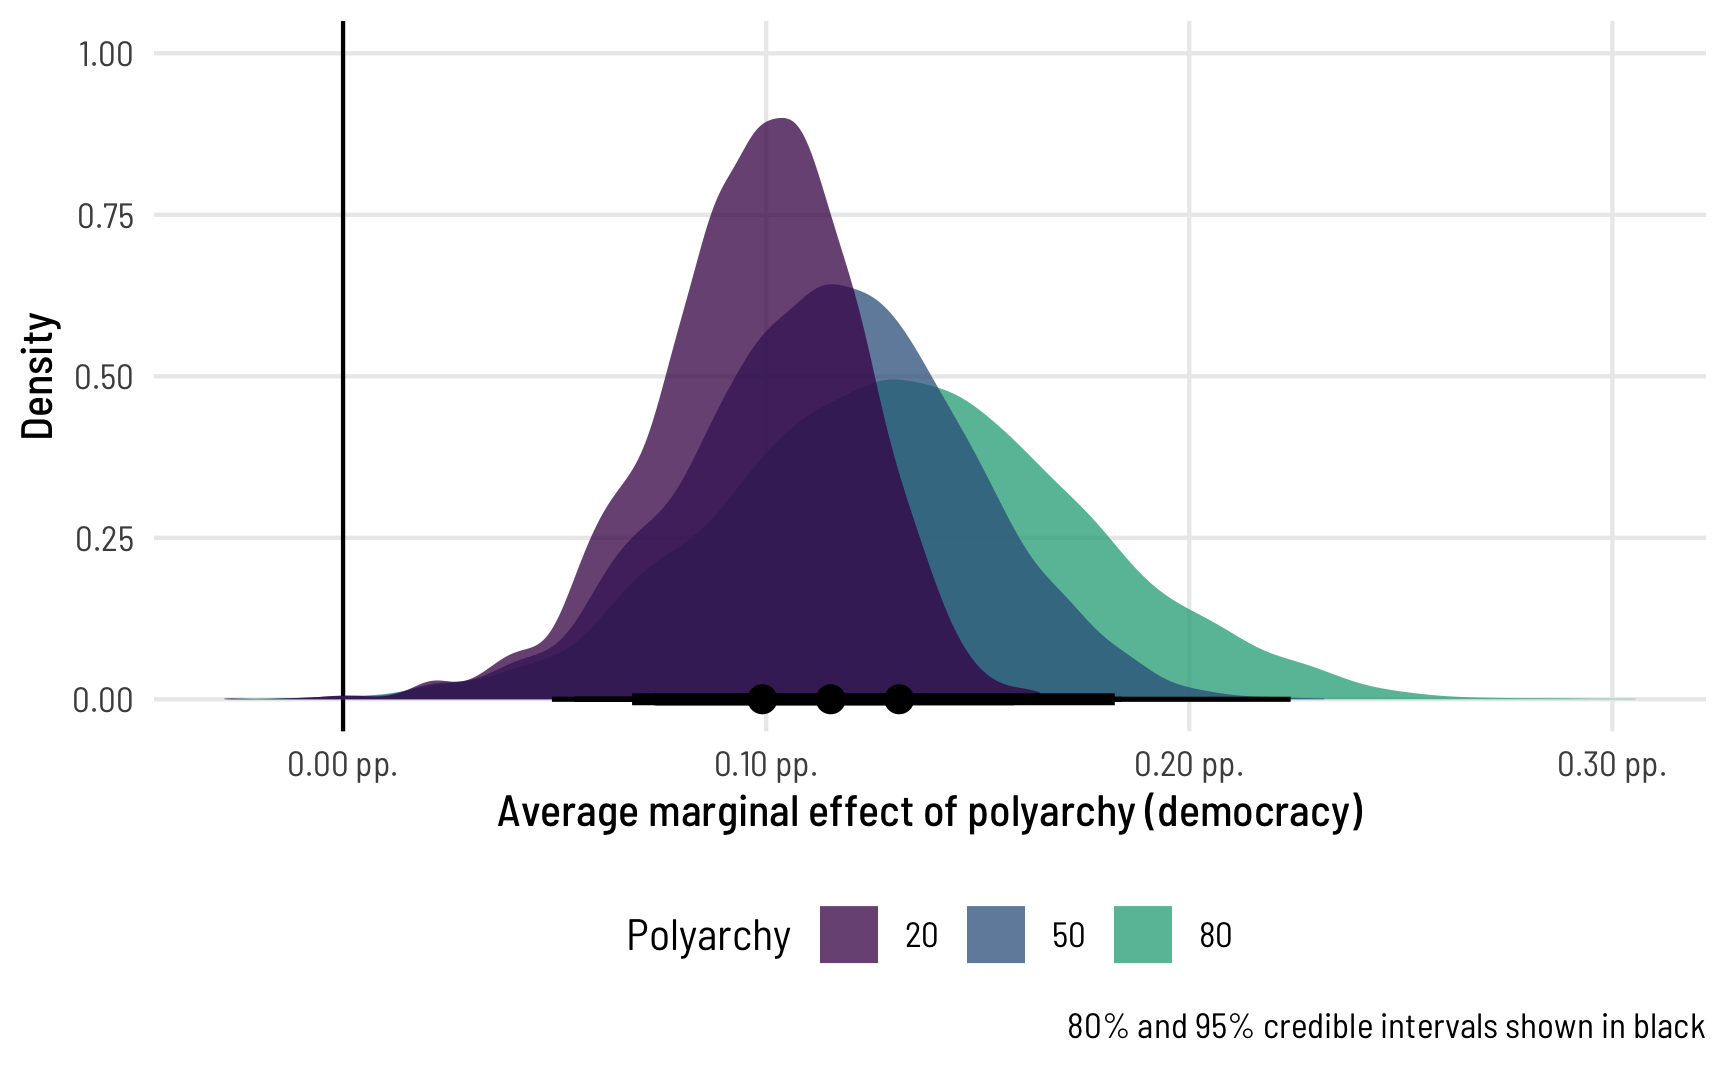 1.00
0.75
0.50
0.25
0.00
Density
0.00 pp.
0.10 pp.
0.20 pp.
0.30 pp.
Average marginal effect of polyarchy (democracy)
Polyarchy 20 50 80
80% and 95% credible intervals shown in black